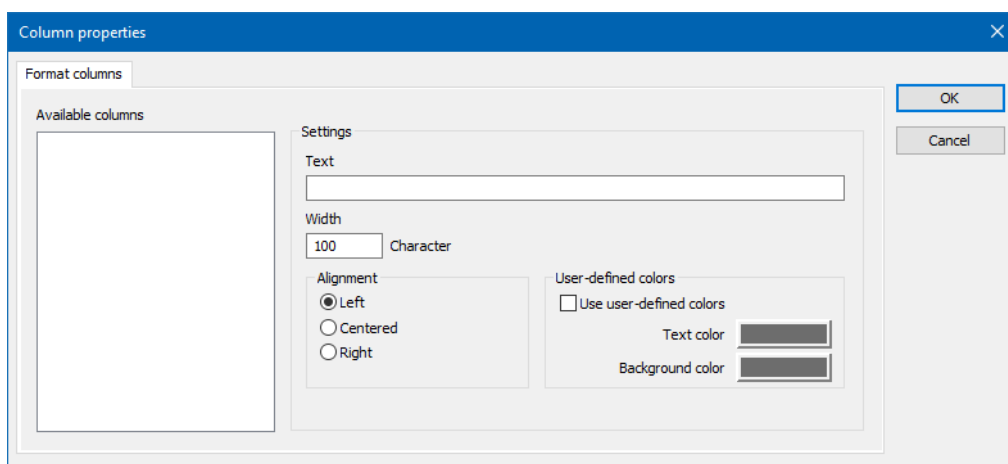 Column properties
Format columns
OK
Available columns
Cancel
Settings
Text
Width
100 Character
Alignment
Left
Centered
Right
User-defined colors
Use user-defined colors
Text color
Background color